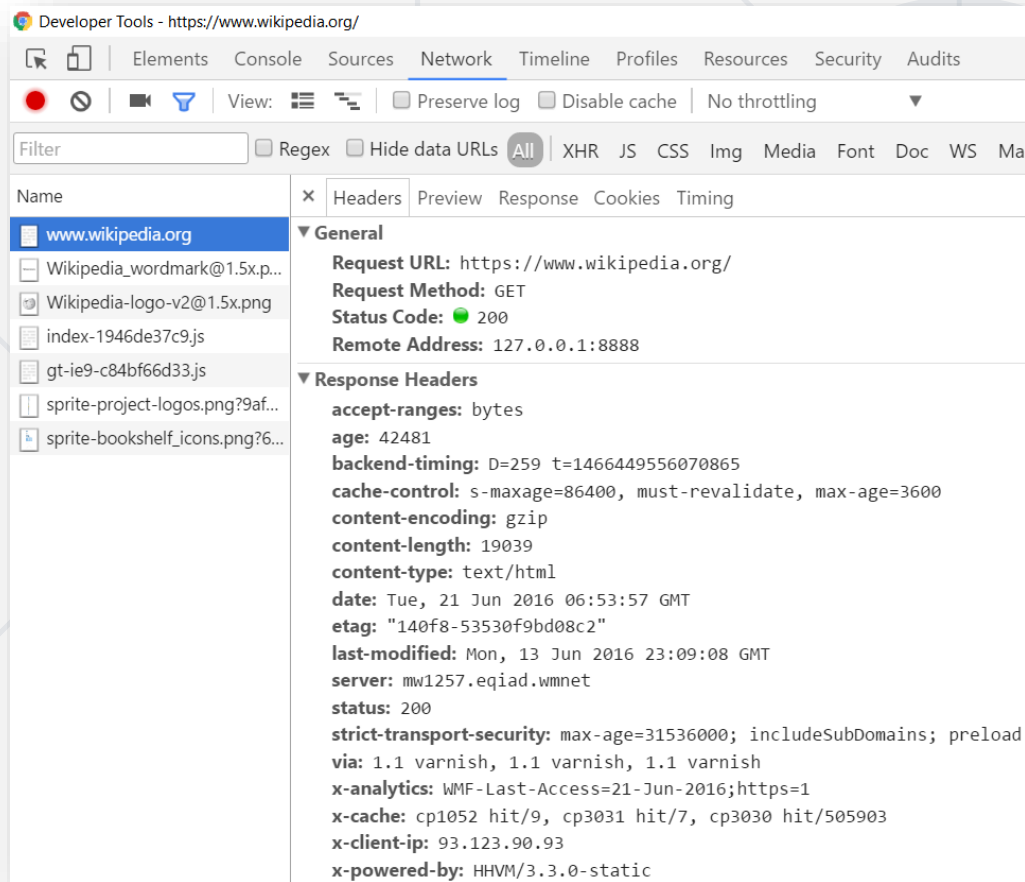 Developer Tools - https://www.wikipedia.org/
Elements Console Sources Network Timeline Profiles Resources Security Audits
View: Preserve log Disable cache No throttling
Filter Regex Hide data URLs All XHR JS CSS Img Media Font Doc WS Ma
Name
www.wikipedia.org
Wikipedia_wordmark@1.5x.p...
Wikipedia-logo-v2@1.5x.png
index-1946de37c9.js
gt-ie9-c84bf66d33.js
sprite-project-logos.png?9af...
sprite-bookshelf_icons.png?6...
× Headers Preview Response Cookies Timing
General
Request URL: https://www.wikipedia.org/
Request Method: GET
Status Code: 200
Remote Address: 127.0.0.1:8888
Response Headers
accept-ranges: bytes
age: 42481
backend-timing: D=259 t=1466449556070865
cache-control: s-maxage=86400, must-revalidate, max-age=3600
content-encoding: gzip
content-length: 19039
content-type: text/html
date: Tue, 21 Jun 2016 06:53:57 GMT
etag: "140f8-53530f9bd08c2"
last-modified: Mon, 13 Jun 2016 23:09:08 GMT
server: mw1257.eqiad.wmnet
status: 200
strict-transport-security: max-age=31536000; includeSubDomains; preload
via: 1.1 varnish, 1.1 varnish, 1.1 varnish
x-analytics: WMF-Last-Access=21-Jun-2016;https=1
x-cache: cp1052 hit/9, cp3031 hit/7, cp3030 hit/505903
x-client-ip: 93.123.90.93
x-powered-by: HHVM/3.3.0-static